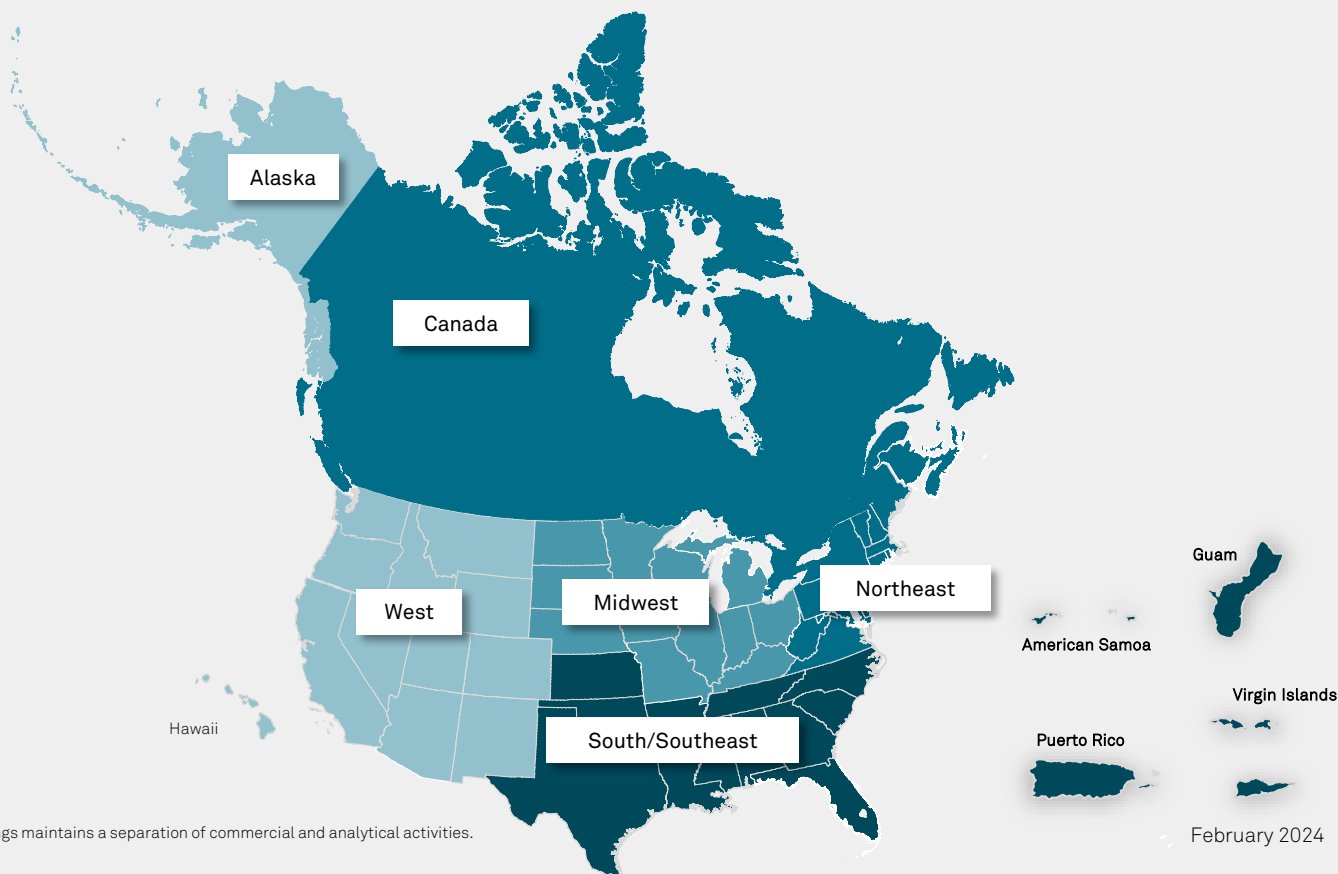 Alaska
Canada
Guam
Northeast
Midwest
West
American Samoa
Virgin Islands
Hawaii
South/Southeast
Puerto Rico
maintains a separation of commercial and analytical activities.
February 2024